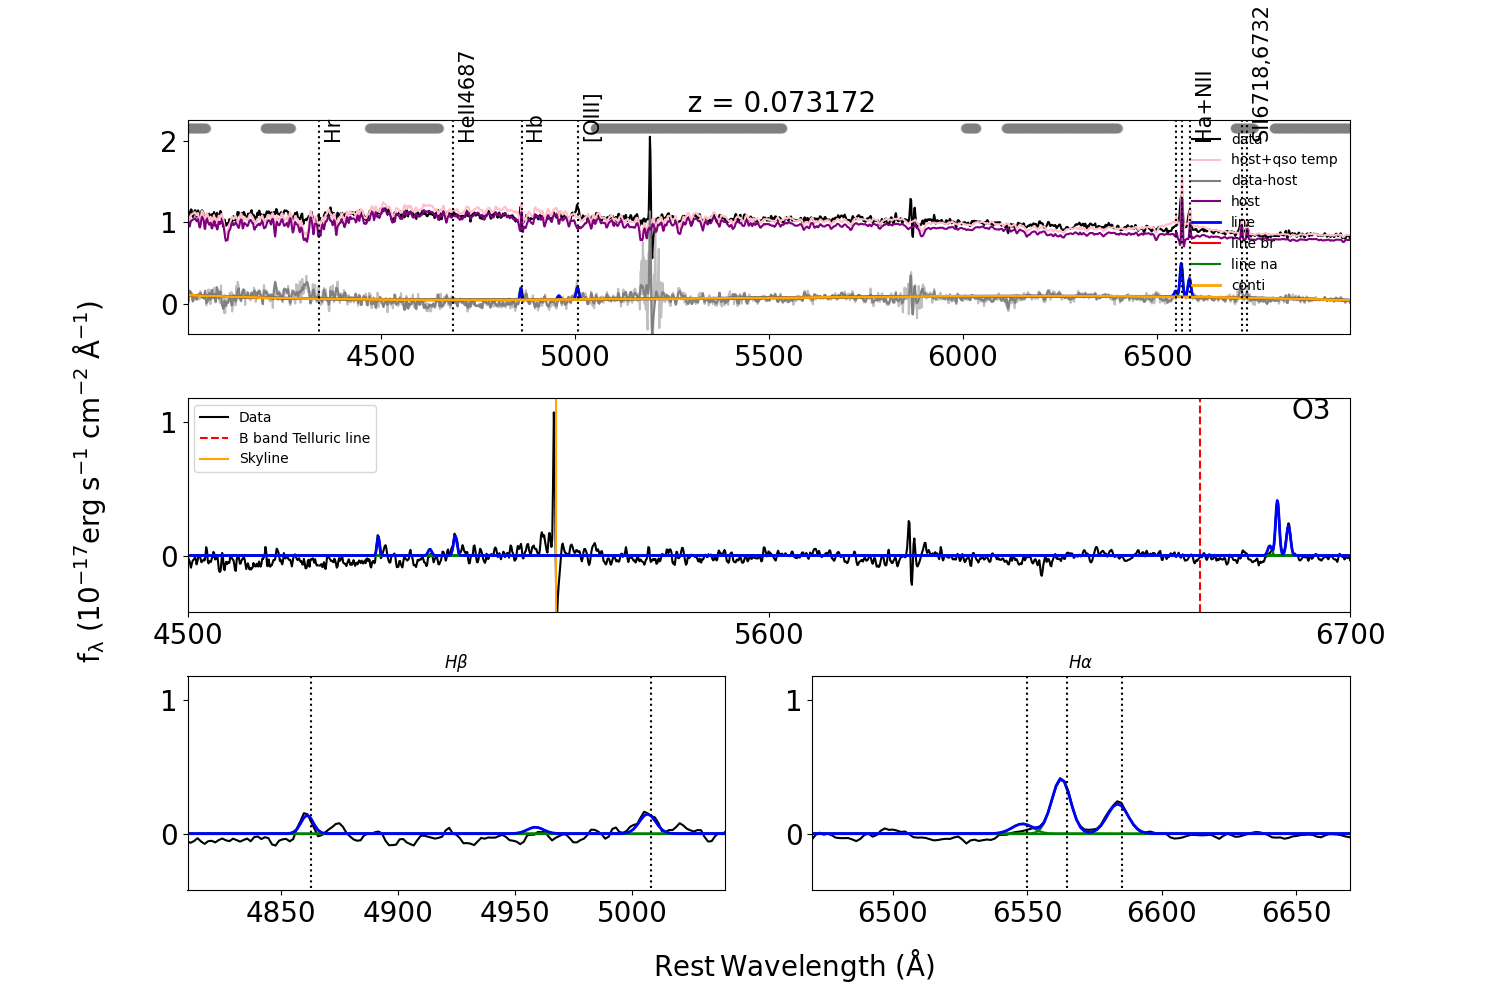 z = 0.073172
Hr
HeII4687
Hb
[OIII]
Ha+NII
SII6718,6732
2
1
0
data
host+qso temp
data-host
host
line
line br
line na
conti
4500 5000 5500 6000 6500
1
0
Data
B band Telluric line
Skyline
O3
4500 5600 6700
Hβ
1
0
4850 4900 4950 5000
Hα
1
0
6500 6550 6600 6650
fλ (10−17erg s−1 cm−2 Å−1)
Rest Wavelength (Å)